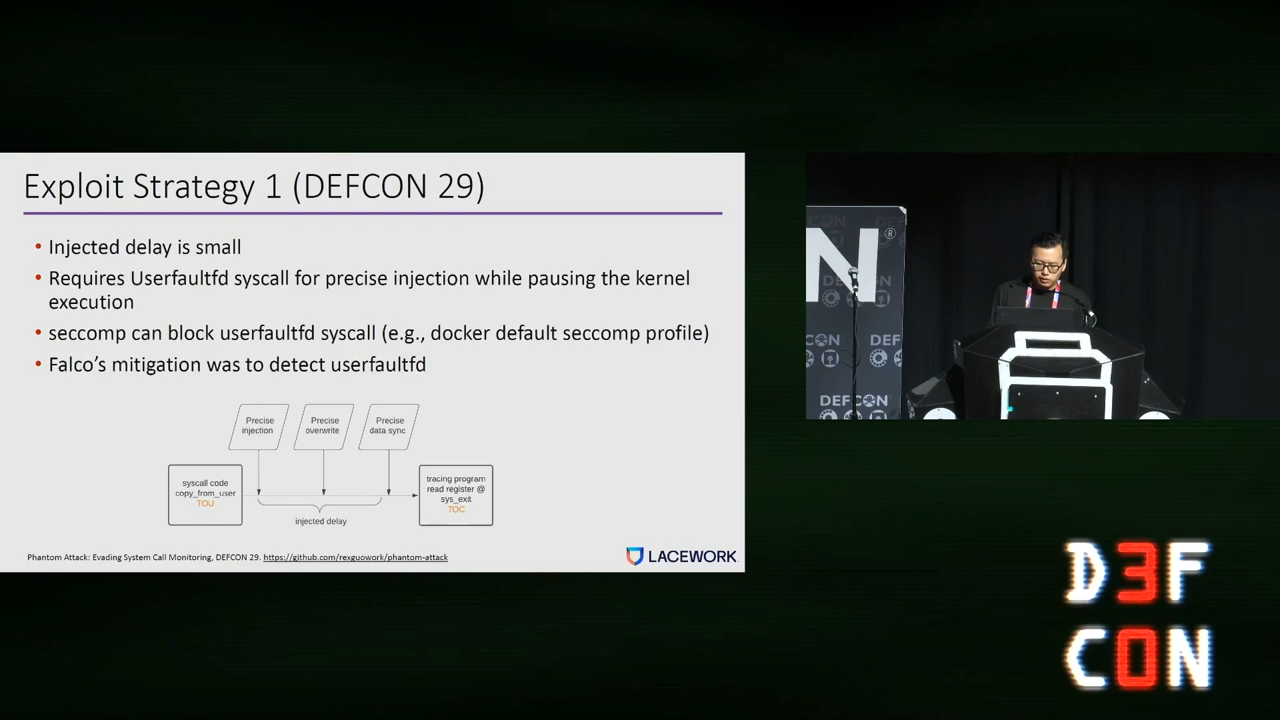 Exploit Strategy 1 (DEFCON 29)
• Injected delay is small
• Requires Userfaultfd syscall for precise injection while pausing the kernel
execution
• seccomp can block userfaultfd syscall (e.g., docker default seccomp profile)
• Falco's mitigation was to detect userfaultfd
Precise
injection
Precise
overwrite
Precise
data sync
syscall code
copy_from_user
TOU
injected delay
tracing program
read register @
sys_exit
TOC
Phantom Attack: Evading System Call Monitoring, DEFCON 29. https://github.com/rexguowork/phantom-attack
LACEWORK
N®
DEF
DEFCON
D3F
CON